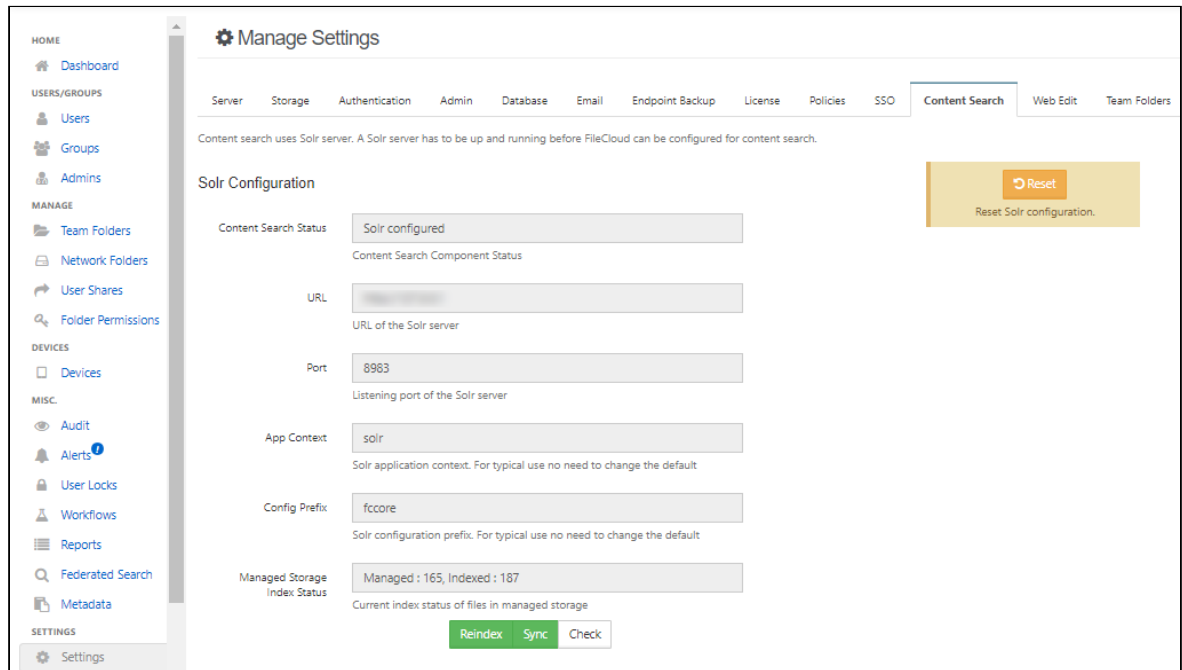 HOME
Dashboard
USERS/GROUPS
Users
Groups
Admins
MANAGE
Team Folders
Network Folders
User Shares
Folder Permissions
DEVICES
Devices
MISC.
Audit
Alerts
User Locks
Workflows
Reports
Federated Search
Metadata
SETTINGS
Settings
Manage Settings
Server Storage Authentication Admin Database Email Endpoint Backup License Policies SSO Content Search Web Edit Team Folders
Content search uses Solr server. A Solr server has to be up and running before FileCloud can be configured for content search.
Reset
Reset Solr configuration.
Solr Configuration
Content Search Status Solr configured
Content Search Component Status
URL
URL of the Solr server
Port 8983
Listening port of the Solr server
App Context solr
Solr application context. For typical use no need to change the default
Config Prefix fccore
Solr configuration prefix. For typical use no need to change the default
Managed Storage
Index Status Managed : 165, Indexed : 187
Current index status of files in managed storage
Reindex Sync Check